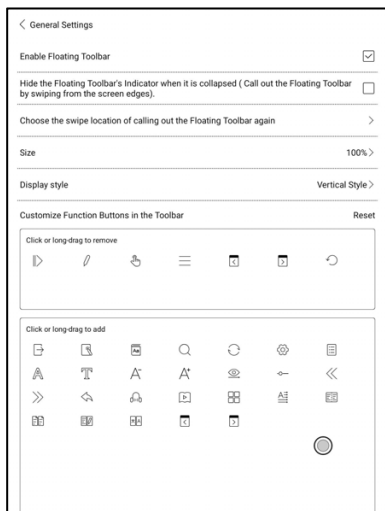 General Settings
Enable Floating Toolbar
Hide the Floating Toolbar's Indicator when it is collapsed ( Call out the Floating Toolbar
by swiping from the screen edges).
Choose the swipe location of calling out the Floating Toolbar again
Size 100%
Display style Vertical Style
Customize Function Buttons in the Toolbar Reset
Click or long-drag to remove
Click or long-drag to add